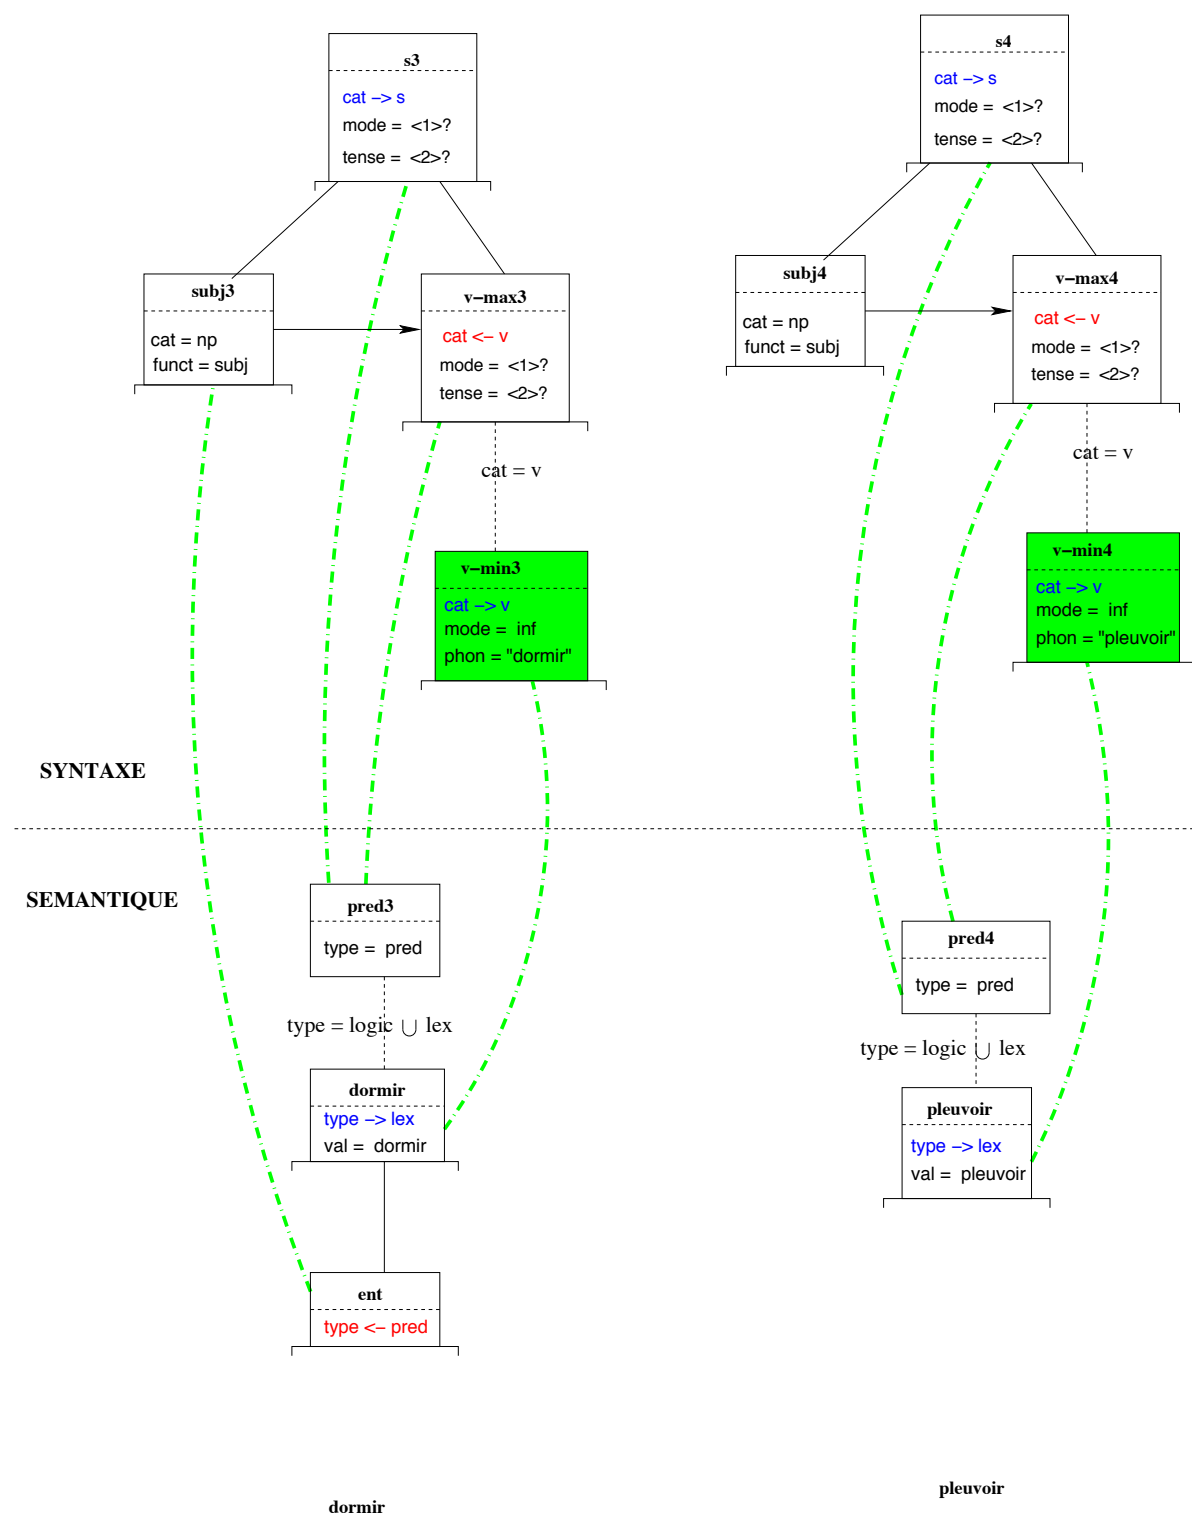 s3
cat −> s
mode = <1>?
tense = <2>?
s4
cat −> s
mode = <1>?
tense = <2>?
subj3
cat = np
funct = subj
v−max3
cat <− v
mode = <1>?
tense = <2>?
subj4
cat = np
funct = subj
v−max4
cat <− v
mode = <1>?
tense = <2>?
cat = v
cat = v
v−min3
cat −> v
mode = inf
phon = "dormir"
v−min4
cat −> v
mode = inf
phon = "pleuvoir"
SYNTAXE
SEMANTIQUE
pred3
type = pred
pred4
type = pred
type = logic ∪ lex
type = logic ∪ lex
dormir
type −> lex
val = dormir
pleuvoir
type −> lex
val = pleuvoir
ent
type <− pred
dormir
pleuvoir